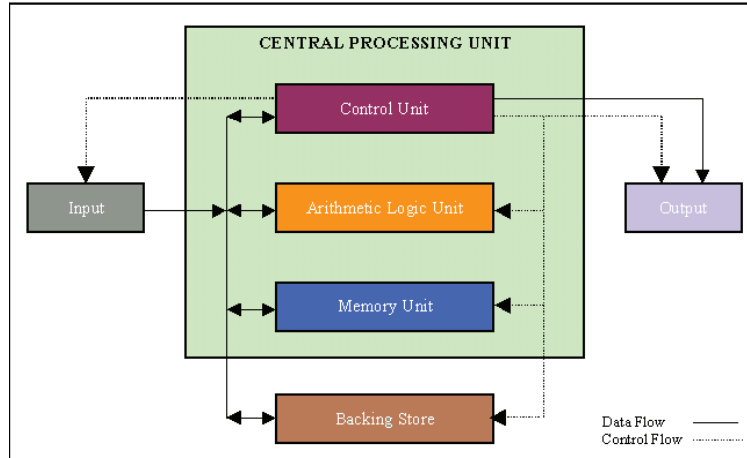 CENTRAL PROCESSING UNIT
Control Unit
Input
Arithmetic Logic Unit
Output
Memory Unit
Backing Store
Data Flow
Control Flow